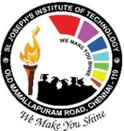 ST. JOSEPH'S INSTITUTE OF TECHNOLOGY
WE MAKE YOU SHINE
OLD MAMALLAPURAM ROAD, CHENNAI - 119
We Make You Shine